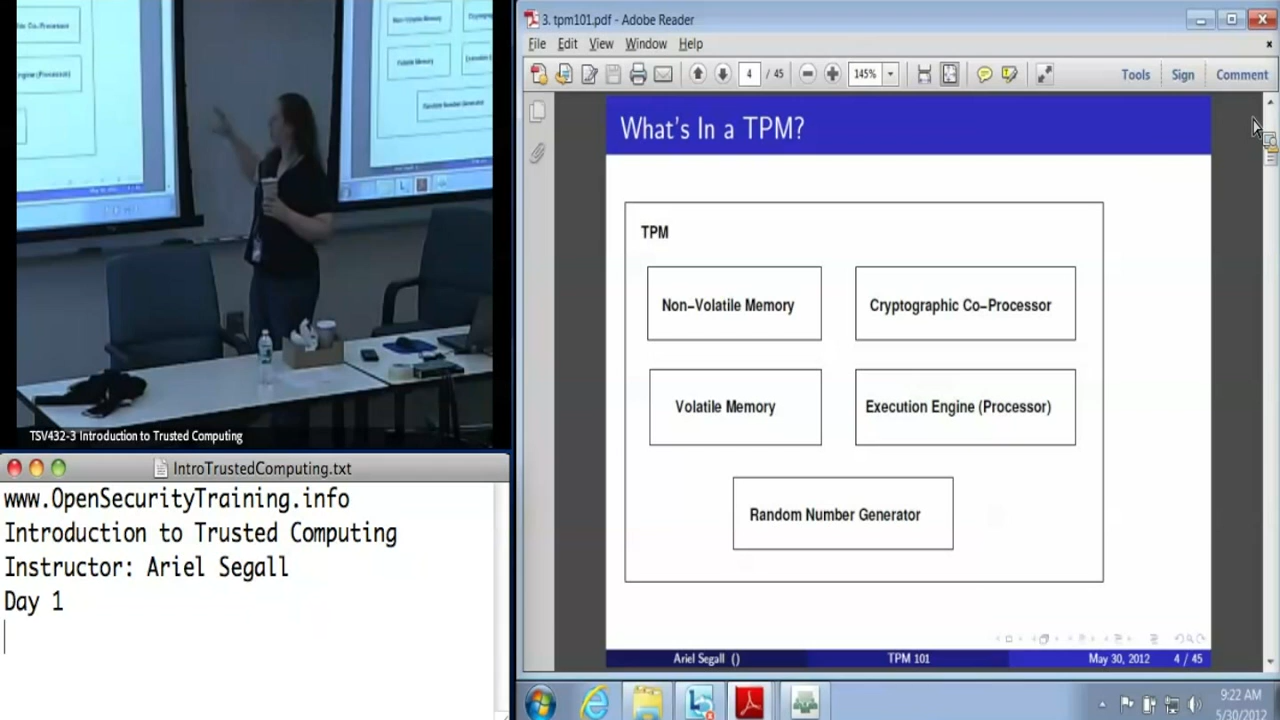 TSV432-3 Introduction to Trusted Computing
IntroTrustedComputing.txt
www.OpenSecurityTraining.info
Introduction to Trusted Computing
Instructor: Ariel Segall
Day 1
3. tpm101.pdf - Adobe Reader
File Edit View Window Help
4 / 45 145% Tools Sign Comment
What's In a TPM?
TPM
Non-Volatile Memory
Cryptographic Co-Processor
Volatile Memory
Execution Engine (Processor)
Random Number Generator
Ariel Segall () TPM 101 May 30, 2012 4 / 45
9:22 AM
5/30/2012